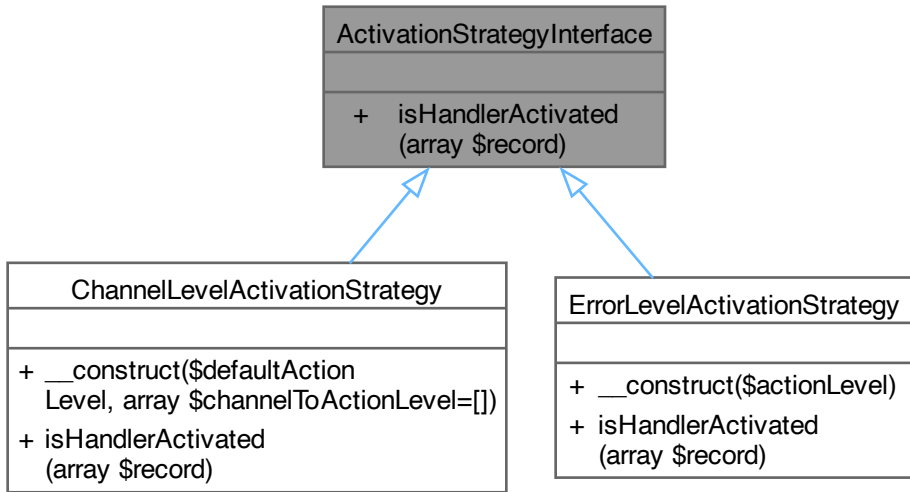 ActivationStrategyInterface
+ isHandlerActivated
(array $record)
ChannelLevelActivationStrategy
+ __construct($defaultAction
Level, array $channelToActionLevel=[])
+ isHandlerActivated
(array $record)
ErrorLevelActivationStrategy
+ __construct($actionLevel)
+ isHandlerActivated
(array $record)